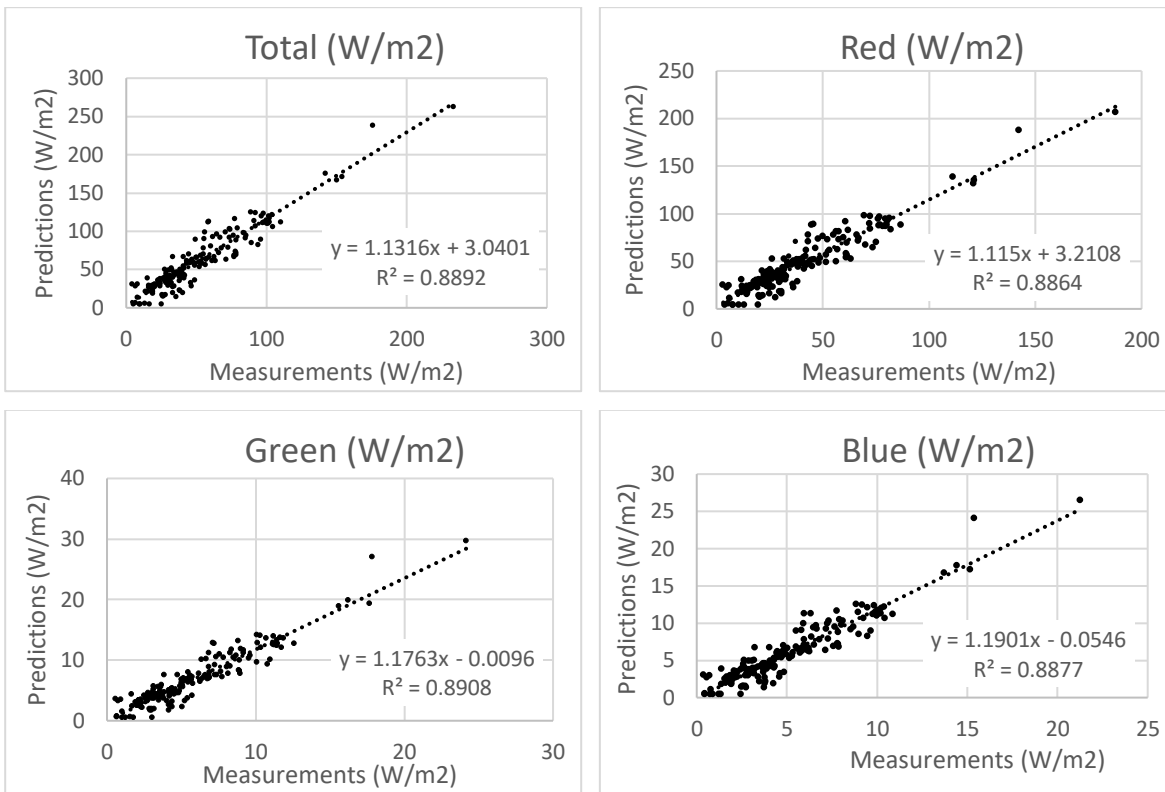 Total (W/m2)
Predictions (W/m2)
300
250
200
150
100
50
0
y = 1.1316x + 3.0401
R² = 0.8892
0 100 200 300
Measurements (W/m2)
Red (W/m2)
Predictions (W/m2)
250
200
150
100
50
0
y = 1.115x + 3.2108
R² = 0.8864
0 50 100 150 200
Measurements (W/m2)
Green (W/m2)
Predictions (W/m2)
40
30
20
10
0
y = 1.1763x - 0.0096
R² = 0.8908
0 10 20 30
Measurements (W/m2)
Blue (W/m2)
Predictions (W/m2)
30
25
20
15
10
5
0
y = 1.1901x - 0.0546
R² = 0.8877
0 5 10 15 20 25
Measurements (W/m2)